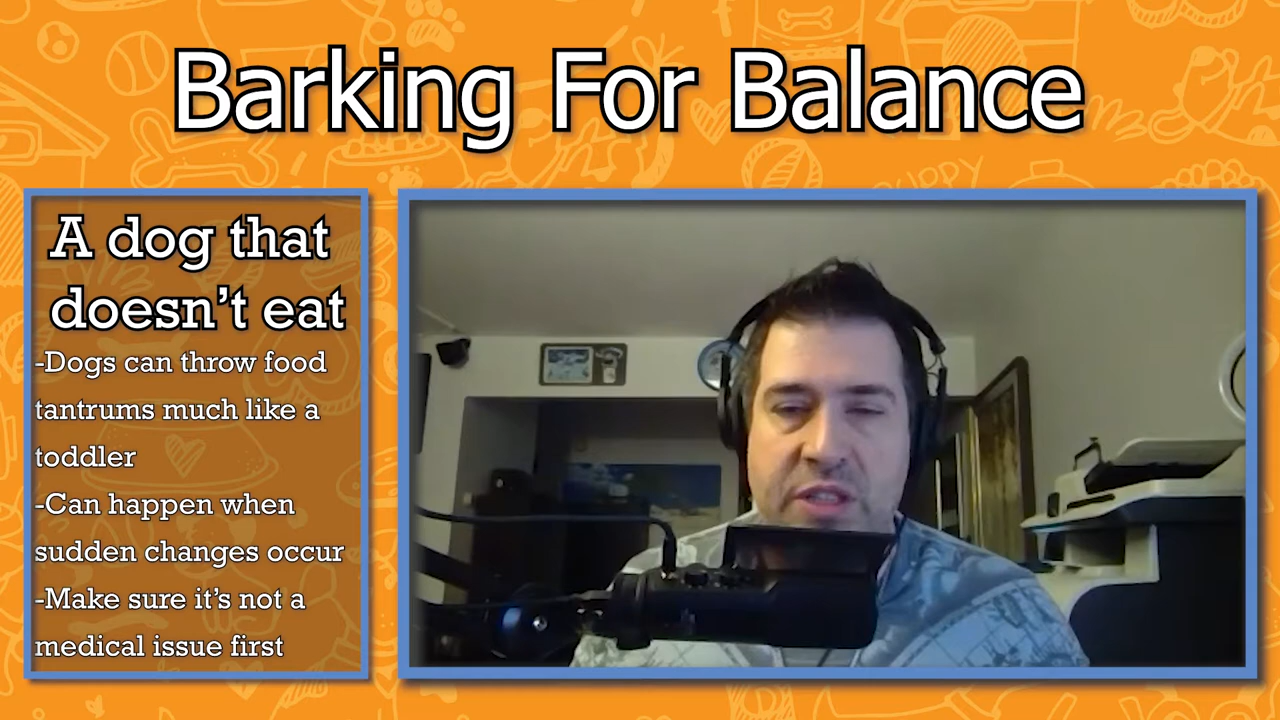 Barking For Balance
A dog that
doesn't eat
-Dogs can throw food
tantrums much like a
toddler
-Can happen when
sudden changes occur
-Make sure it's not a
medical issue first
PUPPY